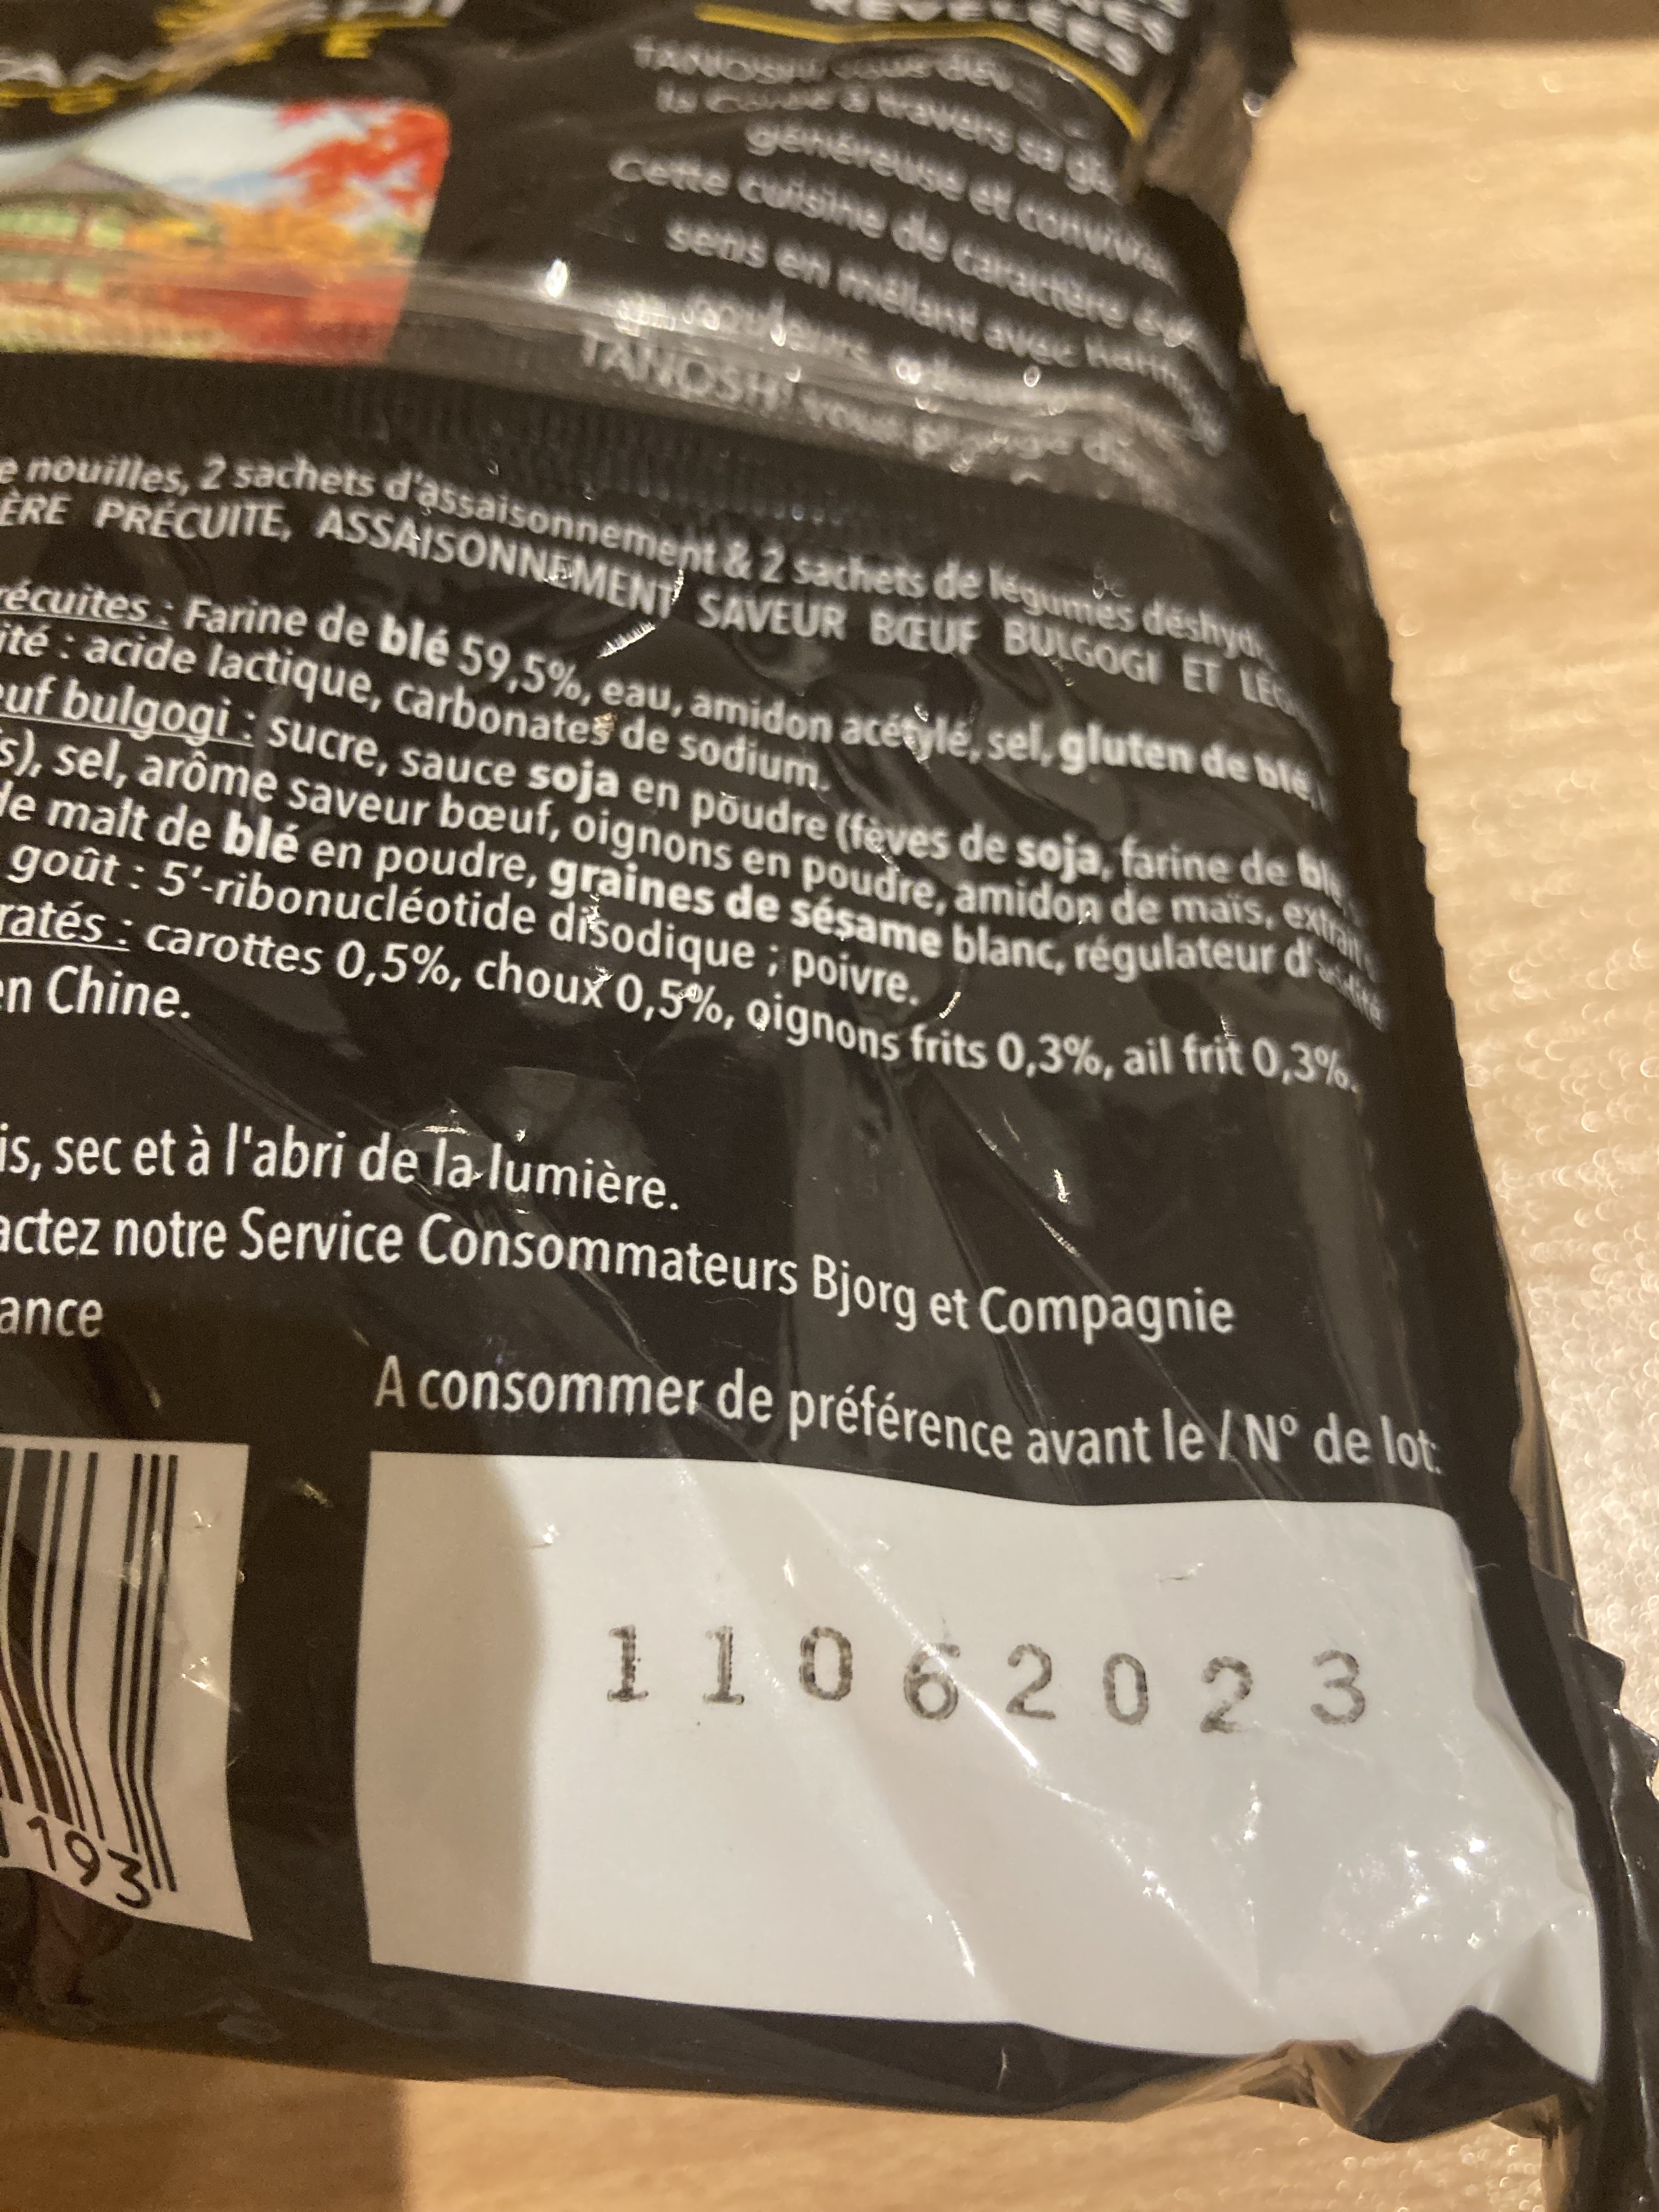 TANOSHI vous
à travers sa
généreuse et
Cette cuisine de caractère
sens en mêlant avec
TANOSHI vous
nouilles, 2 sachets d'assaisonnement & 2 sachets de légumes
ÈRE PRÉCUITE, ASSAISONNEMENT SAVEUR BŒUF BULGOGI ET
récuites : Farine de blé 59,5%, eau, amidon acétylé, sel, gluten de blé,
ité : acide lactique, carbonates de sodium.
uf bulgogi : sucre, sauce soja en poudre (fèves de soja, farine de
s), sel, arôme saveur bœuf, oignons en poudre, amidon de maïs,
de malt de blé en poudre, graines de sésame blanc, régulateur d'acidité
goût : 5'-ribonucléotide disodique ; poivre.
ratés : carottes 0,5%, choux 0,5%, oignons frits 0,3%, ail frit 0,3%.
en Chine.
is, sec et à l'abri de la lumière.
actez notre Service Consommateurs Bjorg et Compagnie
ance
A consommer de préférence avant le / N° de lot:
11062023
193